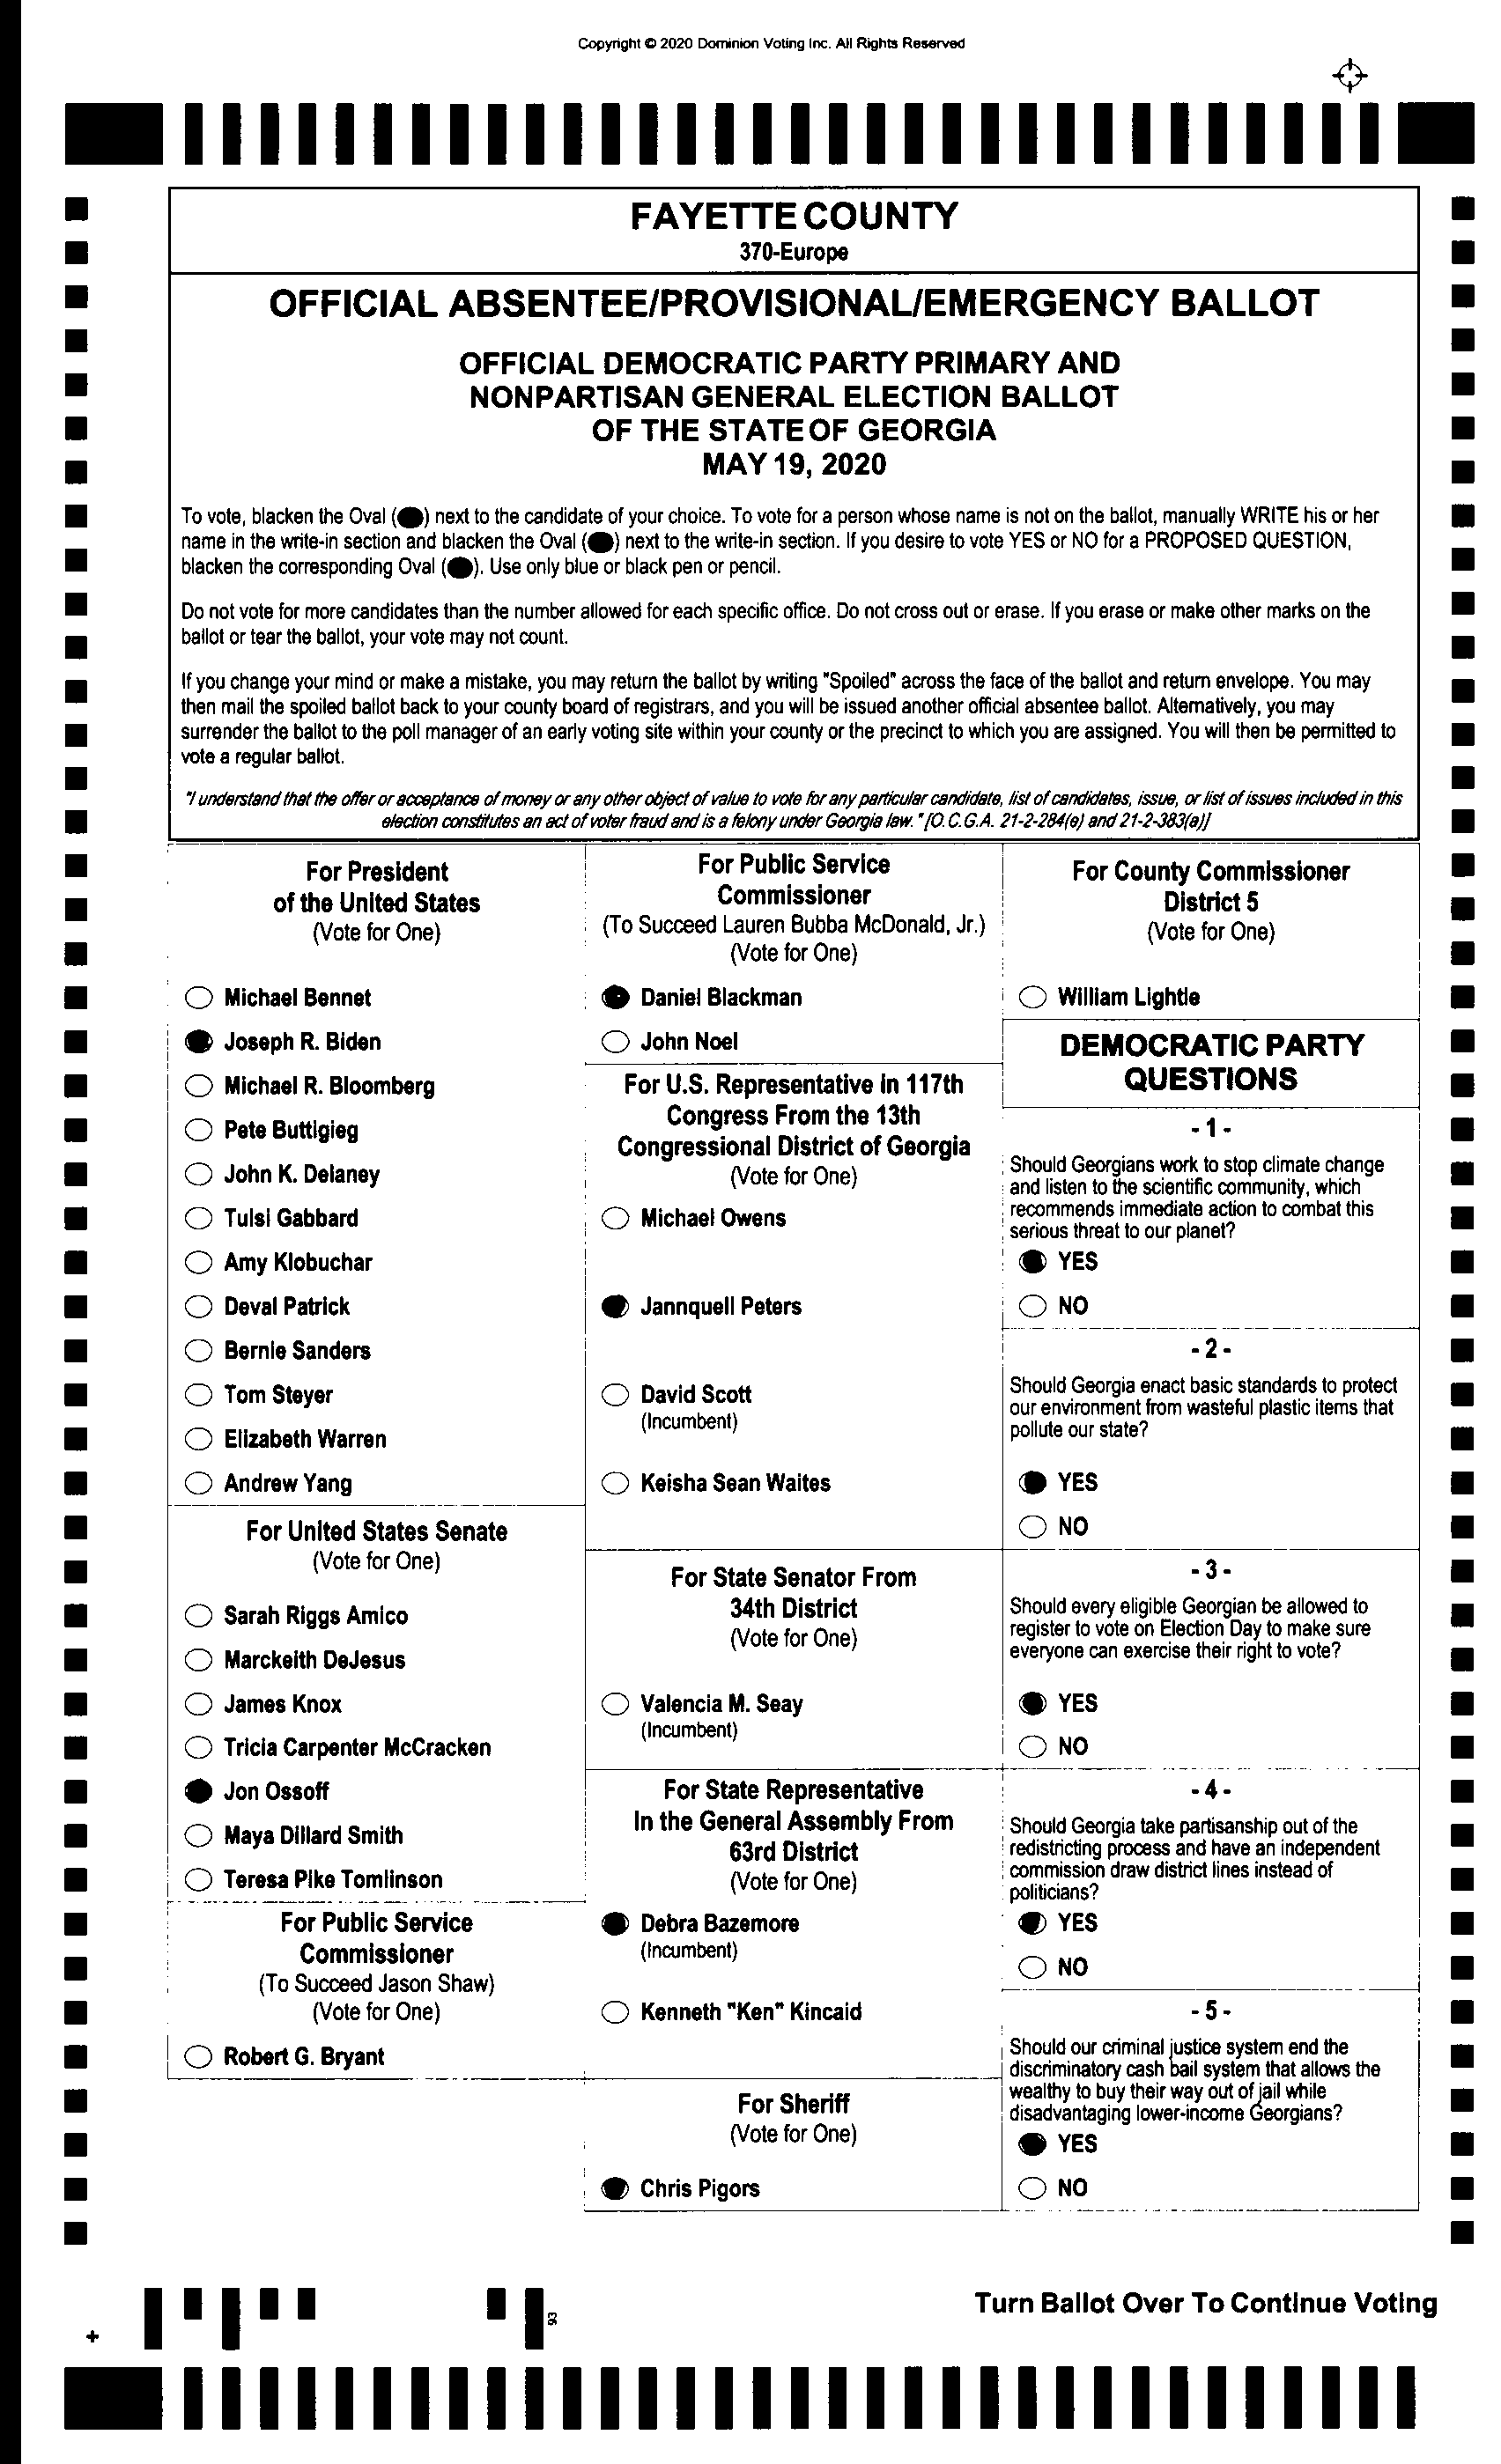 Copyright © 2020 Dominion Voting Inc. All Rights Reserved
FAYETTE COUNTY
370-Europe
OFFICIAL ABSENTEE/PROVISIONAL/EMERGENCY BALLOT
OFFICIAL DEMOCRATIC PARTY PRIMARY AND
NONPARTISAN GENERAL ELECTION BALLOT
OF THE STATE OF GEORGIA
MAY 19, 2020
To vote, blacken the Oval ( ) next to the candidate of your choice. To vote for a person whose name is not on the ballot, manually WRITE his or her
name in the write-in section and blacken the Oval ( ) next to the write-in section. If you desire to vote YES or NO for a PROPOSED QUESTION,
blacken the corresponding Oval ( ). Use only blue or black pen or pencil.
Do not vote for more candidates than the number allowed for each specific office. Do not cross out or erase. If you erase or make other marks on the
ballot or tear the ballot, your vote may not count.
If you change your mind or make a mistake, you may return the ballot by writing "Spoiled" across the face of the ballot and return envelope. You may
then mail the spoiled ballot back to your county board of registrars, and you will be issued another official absentee ballot. Alternatively, you may
surrender the ballot to the poll manager of an early voting site within your county or the precinct to which you are assigned. You will then be permitted to
vote a regular ballot.
"I understand that the offer or acceptance of money or any other object of value to vote for any particular candidate, list of candidates, issue, or list of issues included in this
election constitutes an act of voter fraud and is a felony under Georgia law." [O.C.G.A. 21-2-284(e) and 21-2-383(a)]
For President
of the United States
(Vote for One)
Michael Bennet
Joseph R. Biden
Michael R. Bloomberg
Pete Buttigieg
John K. Delaney
Tulsi Gabbard
Amy Klobuchar
Deval Patrick
Bernie Sanders
Tom Steyer
Elizabeth Warren
Andrew Yang
For United States Senate
(Vote for One)
Sarah Riggs Amico
Marckeith DeJesus
James Knox
Tricia Carpenter McCracken
Jon Ossoff
Maya Dillard Smith
Teresa Pike Tomlinson
For Public Service
Commissioner
(To Succeed Jason Shaw)
(Vote for One)
Robert G. Bryant
For Public Service
Commissioner
(To Succeed Lauren Bubba McDonald, Jr.)
(Vote for One)
Daniel Blackman
John Noel
For U.S. Representative in 117th
Congress From the 13th
Congressional District of Georgia
(Vote for One)
Michael Owens
Jannquell Peters
David Scott
(Incumbent)
Keisha Sean Waites
For State Senator From
34th District
(Vote for One)
Valencia M. Seay
(Incumbent)
For State Representative
In the General Assembly From
63rd District
(Vote for One)
Debra Bazemore
(Incumbent)
Kenneth "Ken" Kincaid
For Sheriff
(Vote for One)
Chris Pigors
For County Commissioner
District 5
(Vote for One)
William Lightle
DEMOCRATIC PARTY
QUESTIONS
- 1 -
Should Georgians work to stop climate change
and listen to the scientific community, which
recommends immediate action to combat this
serious threat to our planet?
YES
NO
- 2 -
Should Georgia enact basic standards to protect
our environment from wasteful plastic items that
pollute our state?
YES
NO
- 3 -
Should every eligible Georgian be allowed to
register to vote on Election Day to make sure
everyone can exercise their right to vote?
YES
NO
- 4 -
Should Georgia take partisanship out of the
redistricting process and have an independent
commission draw district lines instead of
politicians?
YES
NO
- 5 -
Should our criminal justice system end the
discriminatory cash bail system that allows the
wealthy to buy their way out of jail while
disadvantaging lower-income Georgians?
YES
NO
93
Turn Ballot Over To Continue Voting